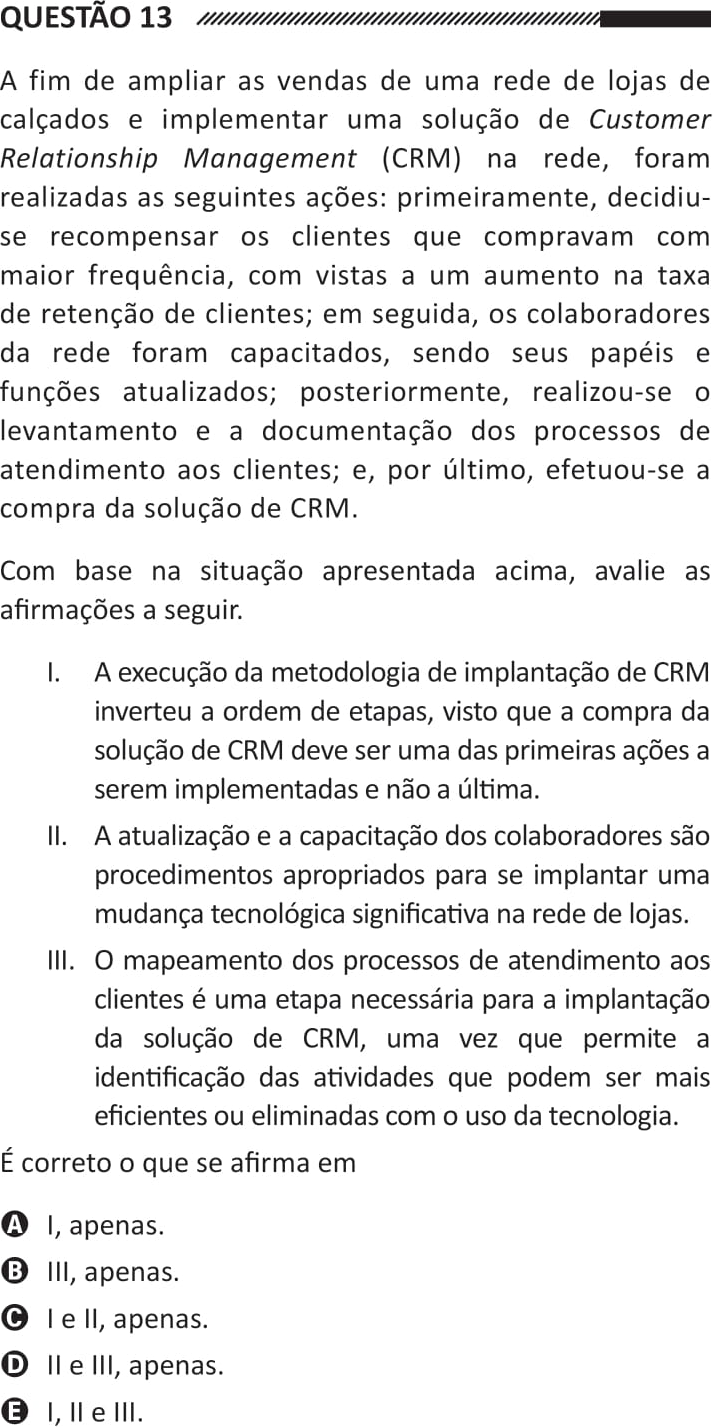 QUESTÃO 13
A fim de ampliar as vendas de uma rede de lojas de
calçados e implementar uma solução de Customer
Relationship Management (CRM) na rede, foram
realizadas as seguintes ações: primeiramente, decidiu-
se recompensar os clientes que compravam com
maior frequência, com vistas a um aumento na taxa
de retenção de clientes; em seguida, os colaboradores
da rede foram capacitados, sendo seus papéis e
funções atualizados; posteriormente, realizou-se o
levantamento e a documentação dos processos de
atendimento aos clientes; e, por último, efetuou-se a
compra da solução de CRM.
Com base na situação apresentada acima, avalie as
afirmações a seguir.
I. A execução da metodologia de implantação de CRM
inverteu a ordem de etapas, visto que a compra da
solução de CRM deve ser uma das primeiras ações a
serem implementadas e não a última.
II. A atualização e a capacitação dos colaboradores são
procedimentos apropriados para se implantar uma
mudança tecnológica significativa na rede de lojas.
III. O mapeamento dos processos de atendimento aos
clientes é uma etapa necessária para a implantação
da solução de CRM, uma vez que permite a
identificação das atividades que podem ser mais
eficientes ou eliminadas com o uso da tecnologia.
É correto o que se afirma em
A I, apenas.
B III, apenas.
C I e II, apenas.
D II e III, apenas.
E I, II e III.